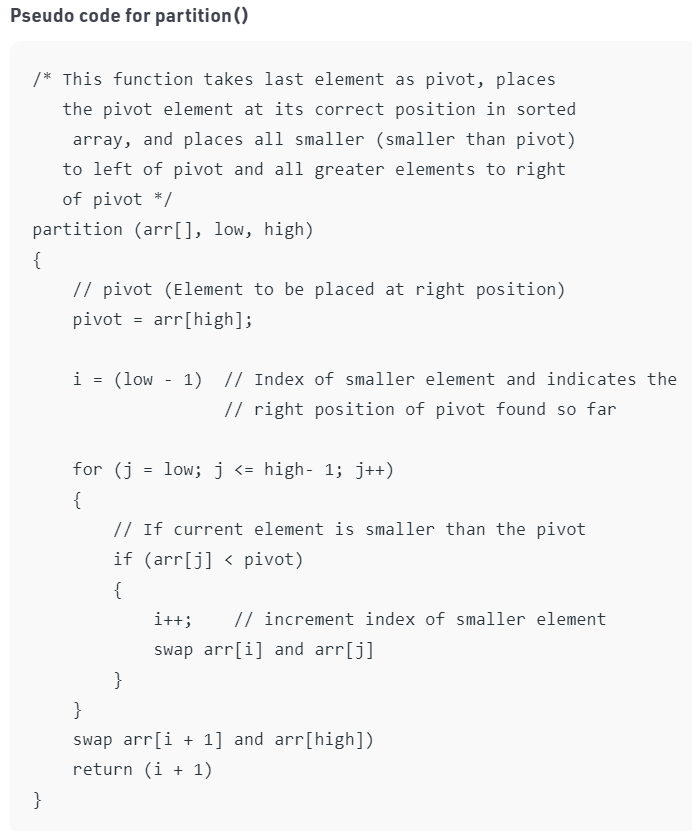 Pseudo code for partition()
/* This function takes last element as pivot, places
the pivot element at its correct position in sorted
array, and places all smaller (smaller than pivot)
to left of pivot and all greater elements to right
of pivot */
partition (arr[], low, high)
{
// pivot (Element to be placed at right position)
pivot = arr[high];
i = (low - 1) // Index of smaller element and indicates the
// right position of pivot found so far
for (j = low; j <= high- 1; j++)
{
// If current element is smaller than the pivot
if (arr[j] < pivot)
{
i++; // increment index of smaller element
swap arr[i] and arr[j]
}
}
swap arr[i + 1] and arr[high])
return (i + 1)
}